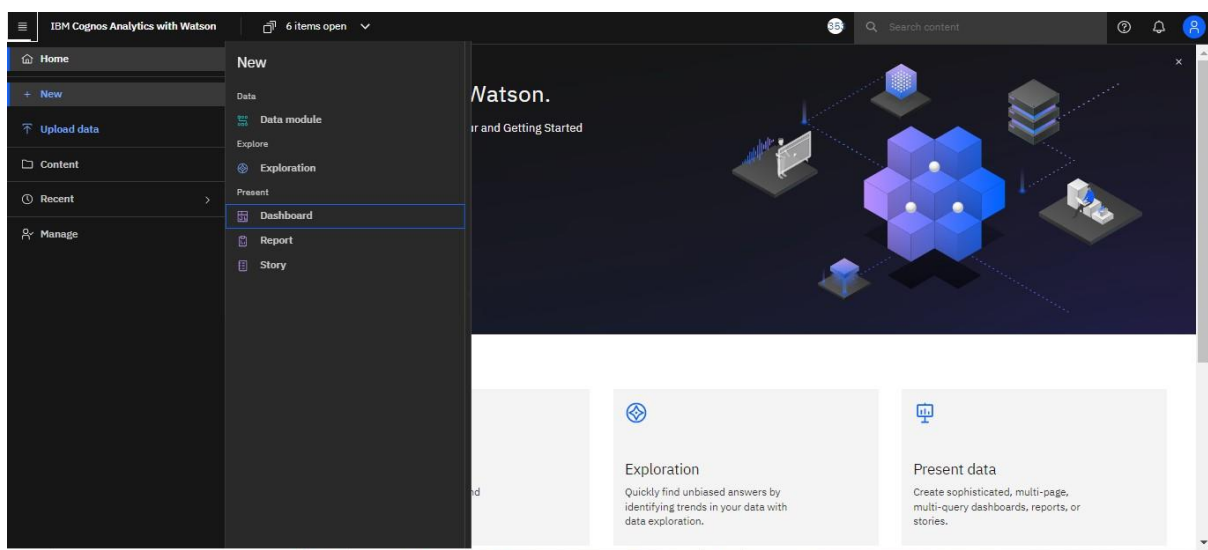 IBM Cognos Analytics with Watson
6 items open
Search content
Home
New
Upload data
Content
Recent
Manage
New
Data
Data module
Explore
Exploration
Present
Dashboard
Report
Story
Watson.
ur and Getting Started
nd
Exploration
Quickly find unbiased answers by
identifying trends in your data with
data exploration.
Present data
Create sophisticated, multi-page,
multi-query dashboards, reports, or
stories.